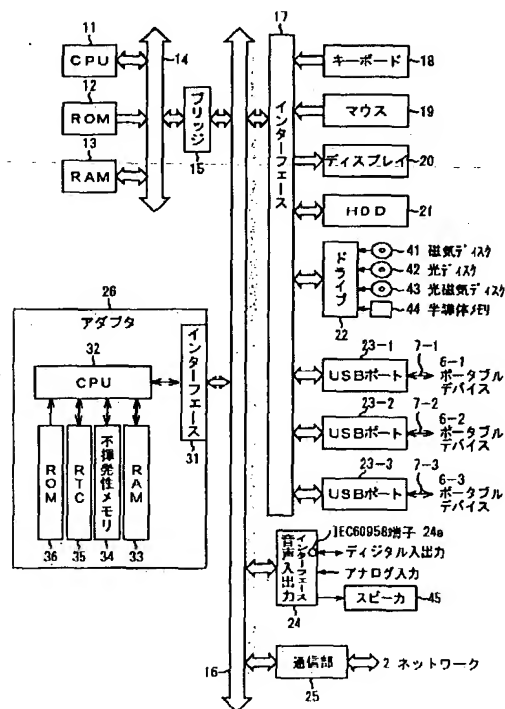 11
CPU
12
ROM
13
RAM
14
ブリッジ
15
16
17
インターフェース
キーボード
18
マウス
19
ディスプレイ
20
HDD
21
ドライブ
22
41 磁気ディスク
42 光ディスク
43 光磁気ディスク
44 半導体メモリ
23-1
USBポート
7-1
6-1
ポータブル
デバイス
23-2
USBポート
7-2
6-2
ポータブル
デバイス
23-3
USBポート
7-3
6-3
ポータブル
デバイス
26
アダプタ
32
CPU
インターフェース
31
ROM
36
RTC
35
不揮発性メモリ
34
RAM
33
音声入出力
インターフェース
24
IEC60958端子 24a
ディジタル入出力
アナログ入力
スピーカ
45
通信部
25
2 ネットワーク